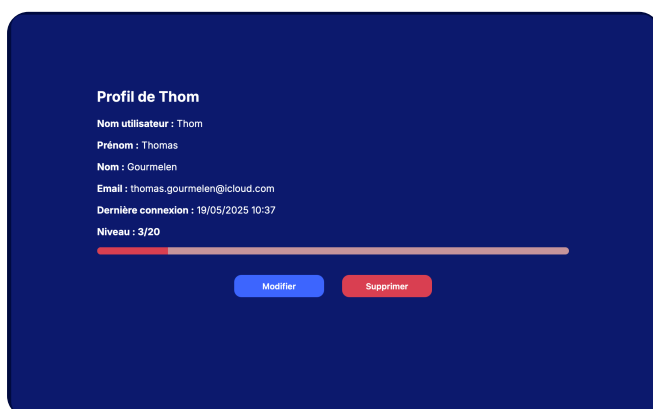 Profil de Thom
Nom utilisateur : Thom
Prénom : Thomas
Nom : Gourmelen
Email : thomas.gourmelen@icloud.com
Dernière connexion : 19/05/2025 10:37
Niveau : 3/20
Modifier
Supprimer